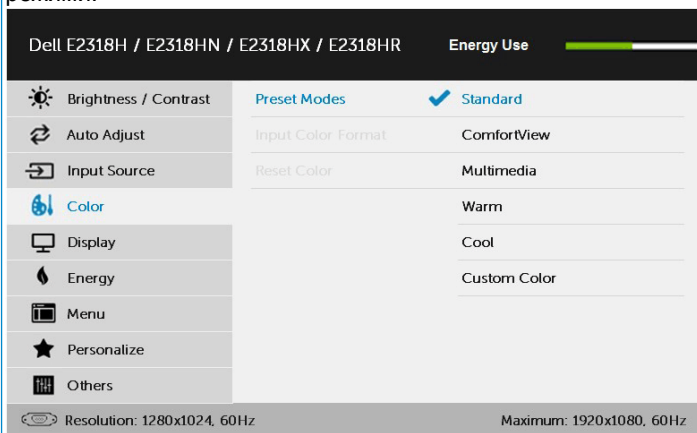 Dell E2318H / E2318HN / E2318HX / E2318HR
Energy Use
Brightness / Contrast
Auto Adjust
Input Source
Color
Display
Energy
Menu
Personalize
Others
Preset Modes
Input Color Format
Reset Color
Standard
ComfortView
Multimedia
Warm
Cool
Custom Color
Resolution: 1280x1024, 60Hz
Maximum: 1920x1080, 60Hz